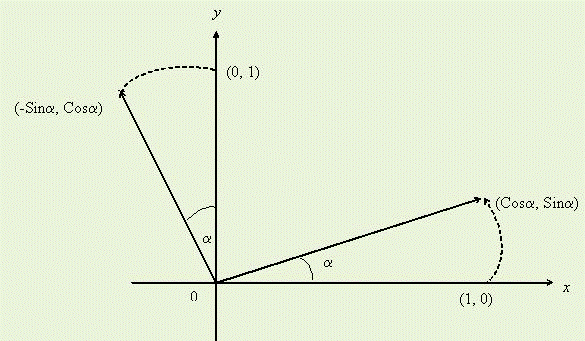 y
(0, 1)
(-Sinα, Cosα)
(Cosα, Sinα)
α
α
x
0
(1, 0)